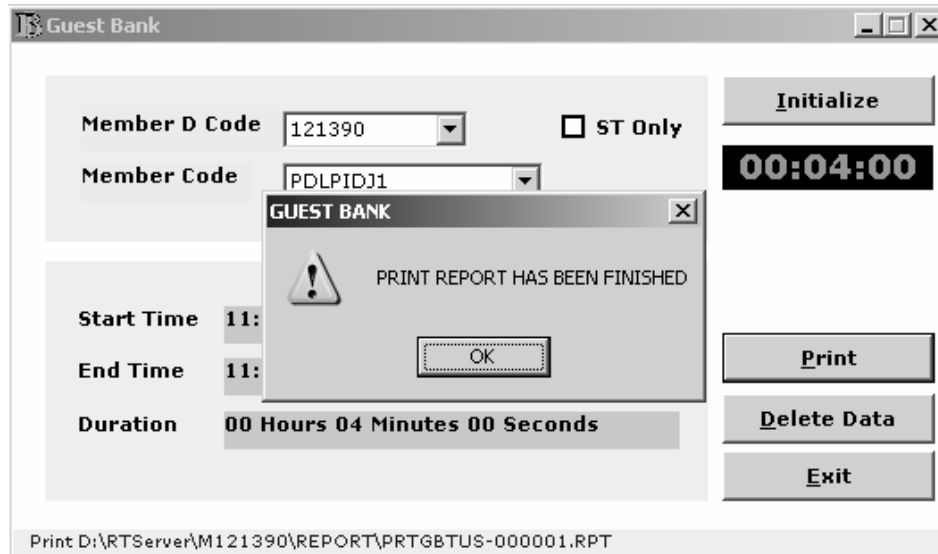 Guest Bank
Initialize
Member D Code 121390 ST Only
00:04:00
Member Code PDLPIDJ1
GUEST BANK
PRINT REPORT HAS BEEN FINISHED
OK
Start Time 11:
End Time 11:
Duration 00 Hours 04 Minutes 00 Seconds
Print
Delete Data
Exit
Print D:\RTServer\M121390\REPORT\PRTGBTUS-000001.RPT